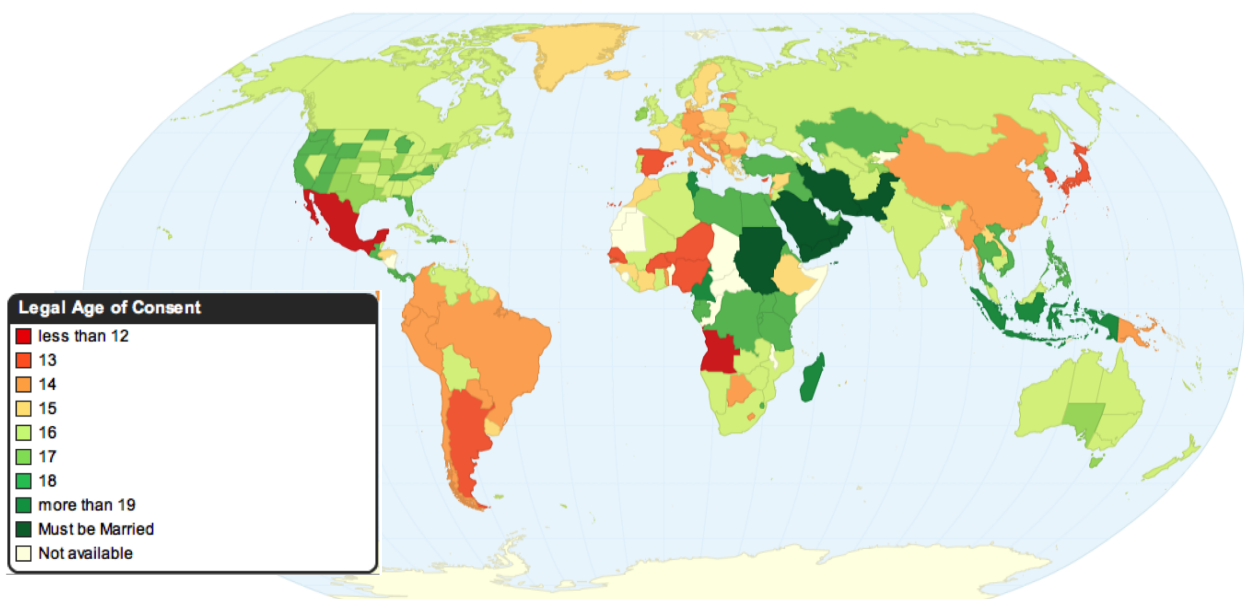 Legal Age of Consent
less than 12
13
14
15
16
17
18
more than 19
Must be Married
Not available